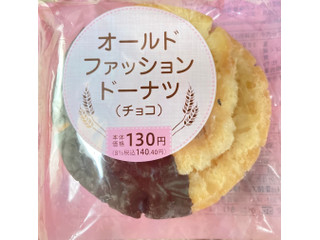 オールド
ファッション
ドーナツ
(チョコ)
本体
価格 130円
(8%税込140.40円)